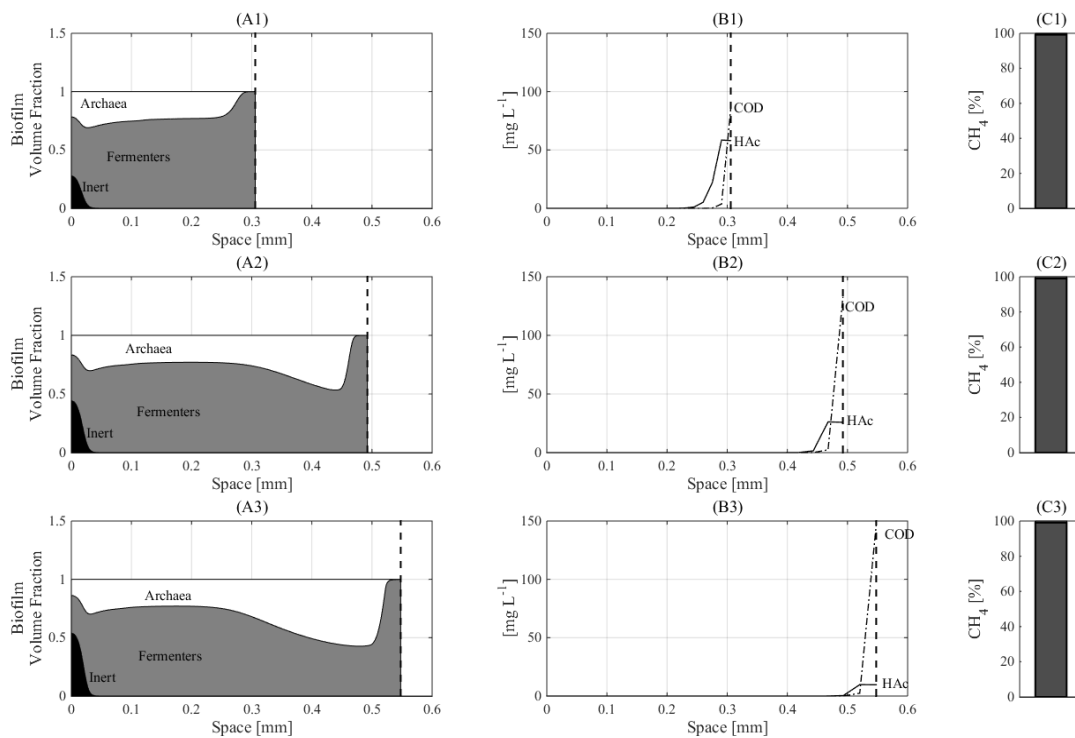 (A1)
Biofilm
Volume Fraction
1.5
1
0.5
0
Archaea
Fermenters
Inert
0 0.1 0.2 0.3 0.4 0.5 0.6
Space [mm]
(B1)
[mg L⁻¹]
150
100
50
0
COD
HAc
0 0.1 0.2 0.3 0.4 0.5 0.6
Space [mm]
(C1)
CH₄ [%]
100
80
60
40
20
0
(A2)
Biofilm
Volume Fraction
1.5
1
0.5
0
Archaea
Fermenters
Inert
0 0.1 0.2 0.3 0.4 0.5 0.6
Space [mm]
(B2)
[mg L⁻¹]
150
100
50
0
COD
HAc
0 0.1 0.2 0.3 0.4 0.5 0.6
Space [mm]
(C2)
CH₄ [%]
100
80
60
40
20
0
(A3)
Biofilm
Volume Fraction
1.5
1
0.5
0
Archaea
Fermenters
Inert
0 0.1 0.2 0.3 0.4 0.5 0.6
Space [mm]
(B3)
[mg L⁻¹]
150
100
50
0
COD
HAc
0 0.1 0.2 0.3 0.4 0.5 0.6
Space [mm]
(C3)
CH₄ [%]
100
80
60
40
20
0